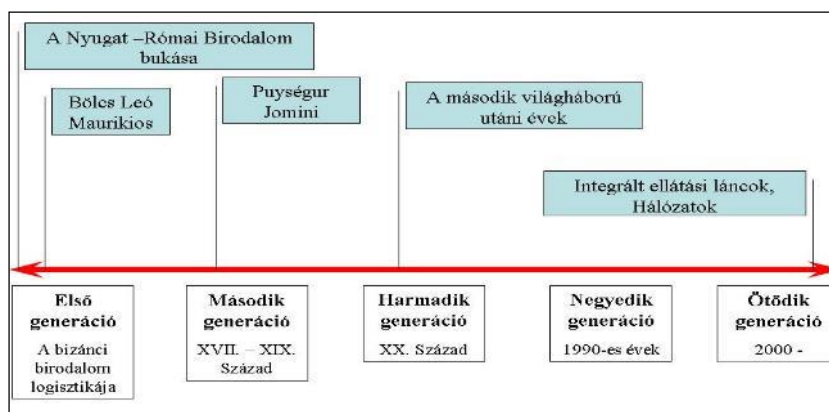 A Nyugat –Római Birodalom
bukása
Bölcs Leó
Maurikios
Puységur
Jomini
A második világháború
utáni évek
Integrált ellátási láncok,
Hálózatok
Első
generáció
A bizánci
birodalom
logisztikája
Második
generáció
XVII. – XIX.
Század
Harmadik
generáció
XX. Század
Negyedik
generáció
1990-es évek
Ötödik
generáció
2000 -